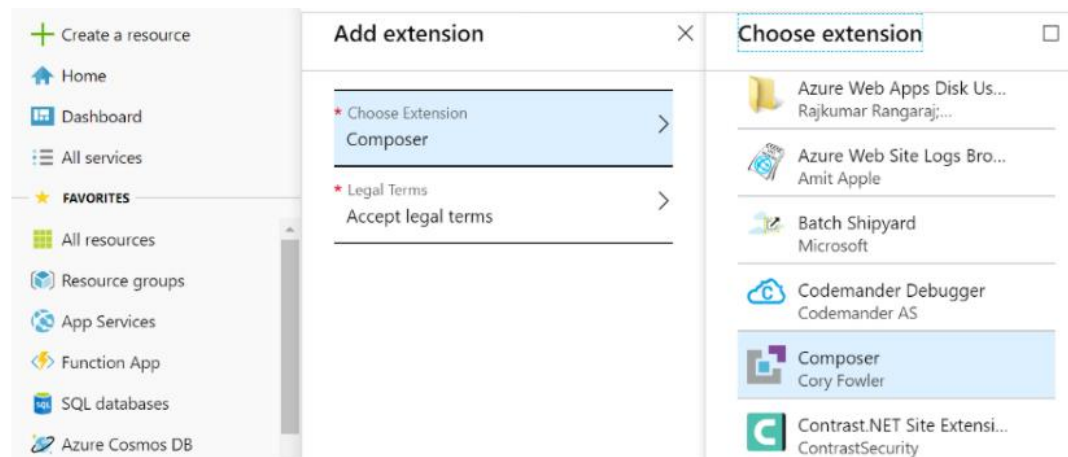 Create a resource
Home
Dashboard
All services
FAVORITES
All resources
Resource groups
App Services
Function App
SQL
SQL databases
Azure Cosmos DB
Add extension
* Choose Extension
Composer
* Legal Terms
Accept legal terms
Choose extension
Azure Web Apps Disk Us...
Rajkumar Rangaraj;...
Azure Web Site Logs Bro...
Amit Apple
Batch Shipyard
Microsoft
C
Codemander Debugger
Codemander AS
Composer
Cory Fowler
C
Contrast.NET Site Extensi...
ContrastSecurity